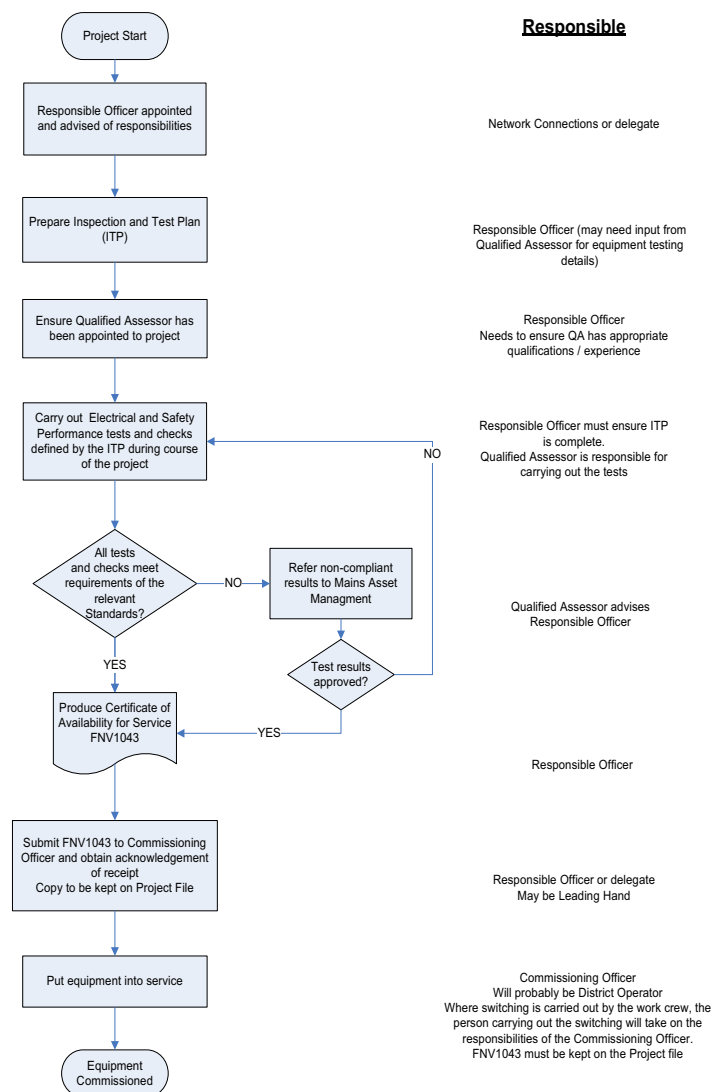 Responsible
Project Start
Responsible Officer appointed
and advised of responsibilities
Network Connections or delegate
Prepare Inspection and Test Plan
(ITP)
Responsible Officer (may need input from
Qualified Assessor for equipment testing
details)
Ensure Qualified Assessor has
been appointed to project
Responsible Officer
Needs to ensure QA has appropriate
qualifications / experience
Carry out Electrical and Safety
Performance tests and checks
defined by the ITP during course
of the project
Responsible Officer must ensure ITP
is complete.
Qualified Assessor is responsible for
carrying out the tests
NO
All tests
and checks meet
requirements of the
relevant
Standards?
NO
Refer non-compliant
results to Mains Asset
Managment
Qualified Assessor advises
Responsible Officer
YES
Test results
approved?
Produce Certificate of
Availability for Service
FNV1043
YES
Responsible Officer
Submit FNV1043 to Commissioning
Officer and obtain acknowledgement
of receipt
Copy to be kept on Project File
Responsible Officer or delegate
May be Leading Hand
Put equipment into service
Commissioning Officer
Will probably be District Operator
Where switching is carried out by the work crew, the
person carrying out the switching will take on the
responsibilities of the Commissioning Officer.
FNV1043 must be kept on the Project file
Equipment
Commissioned